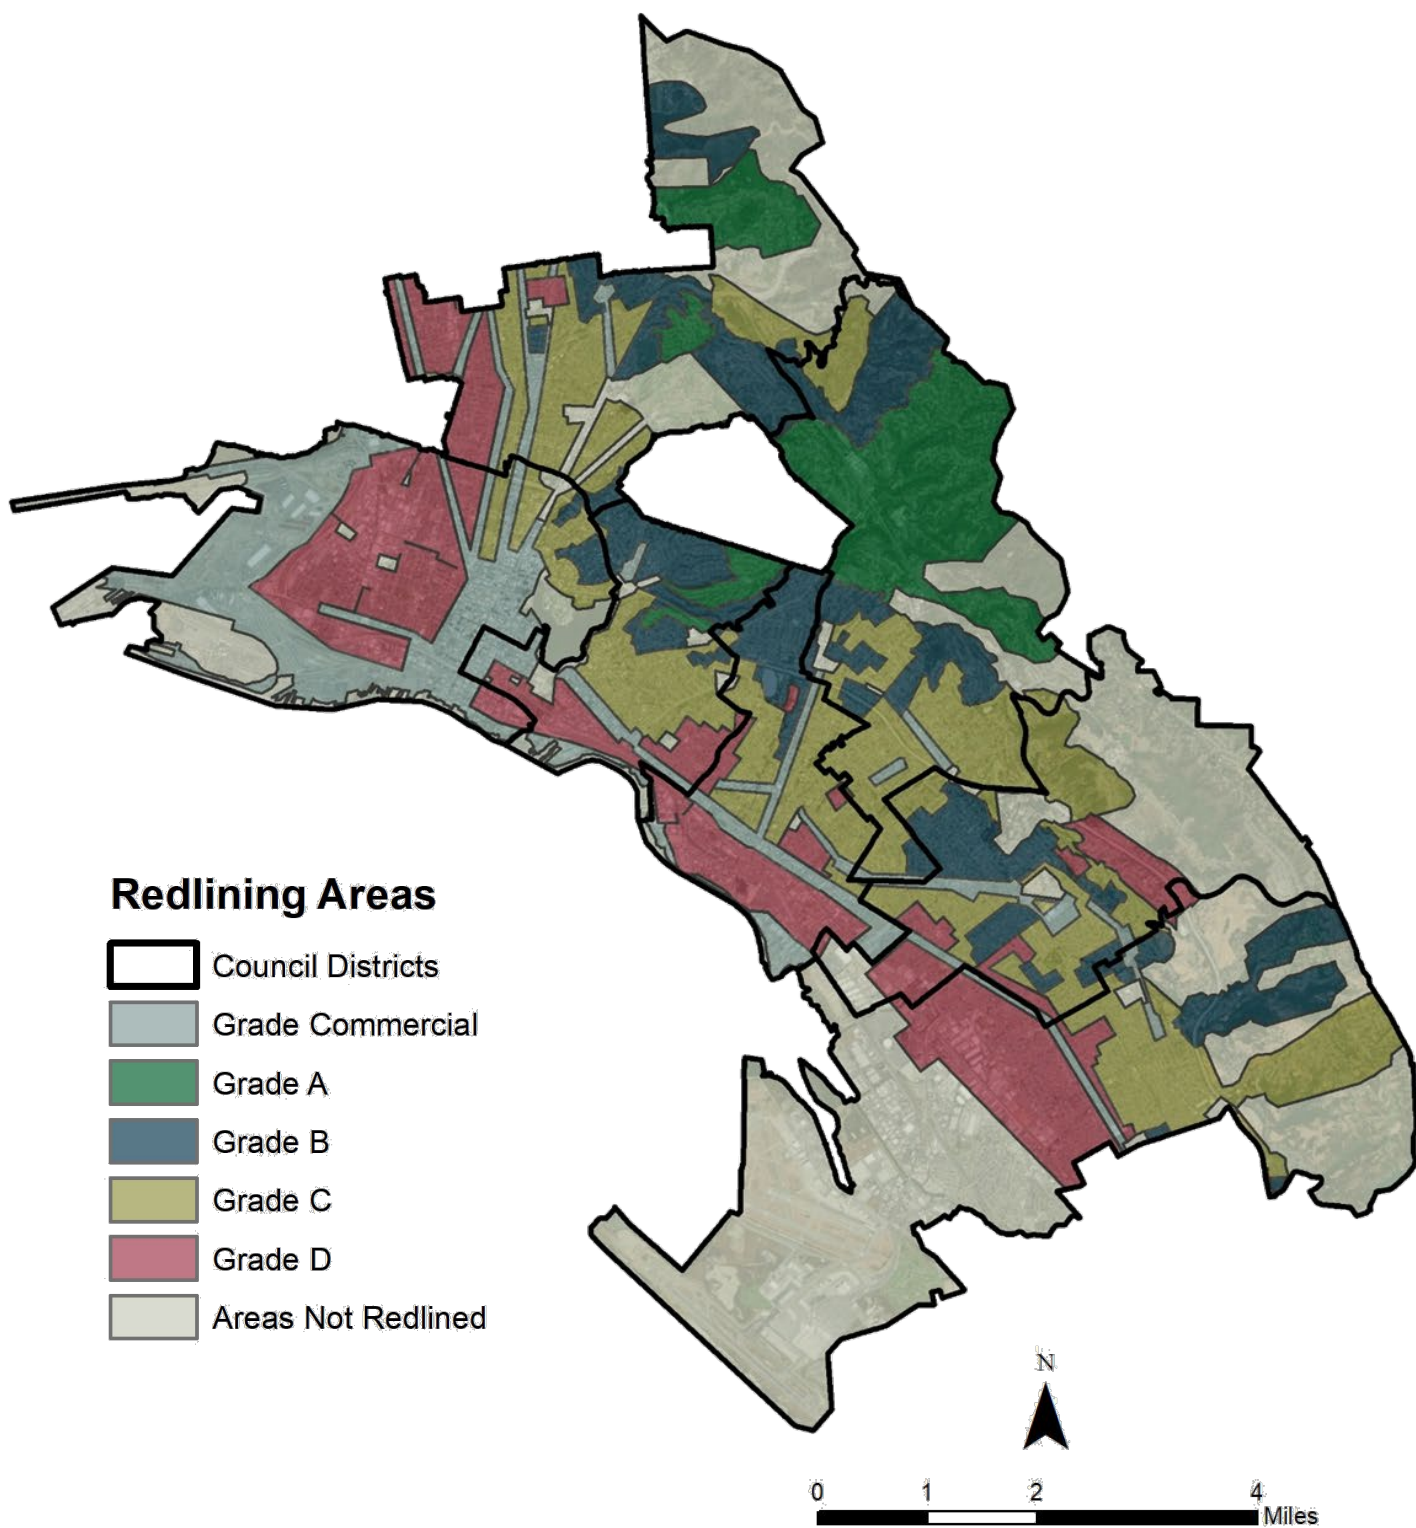 Redlining Areas
Council Districts
Grade Commercial
Grade A
Grade B
Grade C
Grade D
Areas Not Redlined
N
0 1 2 4
Miles